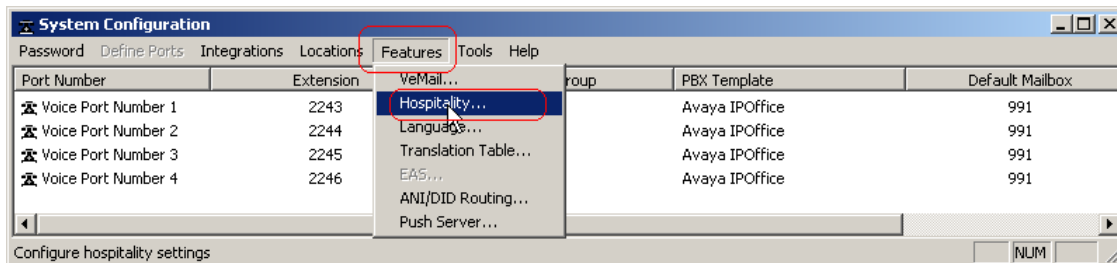 System Configuration
Password Define Ports Integrations Locations Features Tools Help
Port Number Extension roup PBX Template Default Mailbox
VeMail...
Hospitality...
Language...
Translation Table...
EAS...
ANI/DID Routing...
Push Server...
Voice Port Number 1 2243 Avaya IPOffice 991
Voice Port Number 2 2244 Avaya IPOffice 991
Voice Port Number 3 2245 Avaya IPOffice 991
Voice Port Number 4 2246 Avaya IPOffice 991
Configure hospitality settings NUM